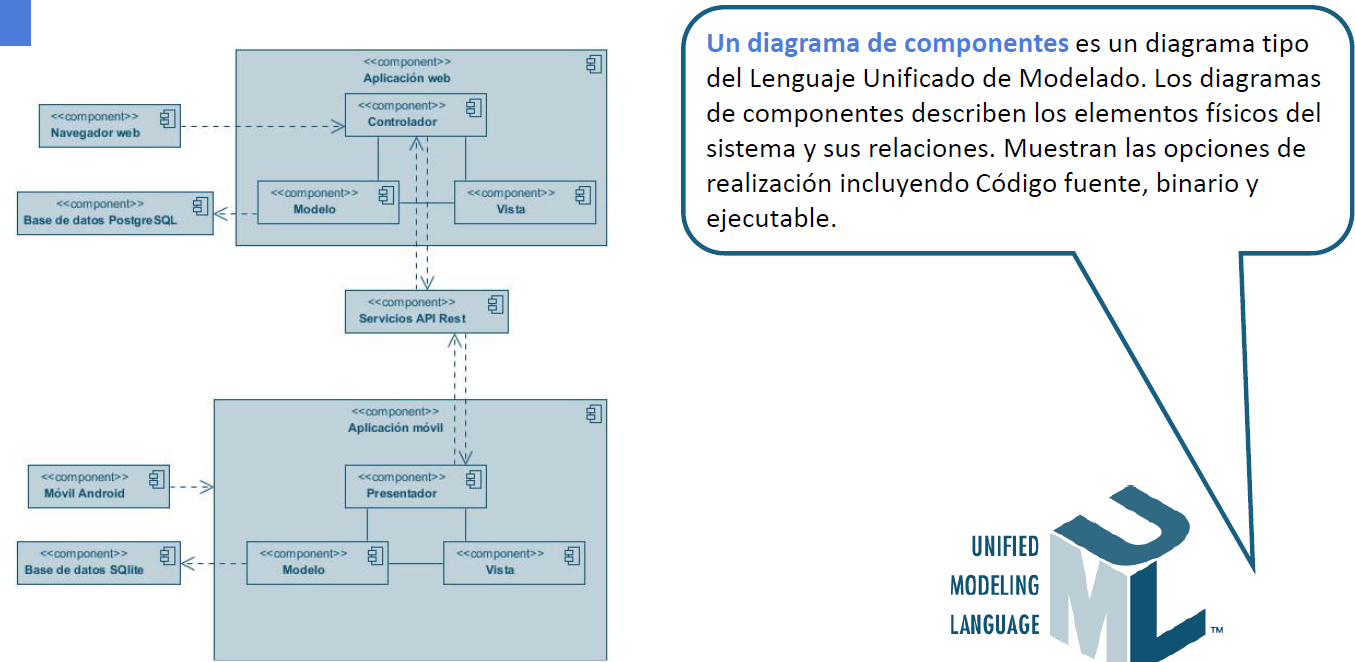 <<component>>
Aplicación web
<<component>>
Controlador
<<component>>
Navegador web
<<component>>
Modelo
<<component>>
Vista
<<component>>
Base de datos PostgreSQL
<<component>>
Servicios API Rest
<<component>>
Aplicación móvil
<<component>>
Móvil Android
<<component>>
Presentador
<<component>>
Base de datos SQlite
<<component>>
Modelo
<<component>>
Vista
Un diagrama de componentes es un diagrama tipo
del Lenguaje Unificado de Modelado. Los diagramas
de componentes describen los elementos físicos del
sistema y sus relaciones. Muestran las opciones de
realización incluyendo Código fuente, binario y
ejecutable.
UNIFIED
MODELING
LANGUAGE
UML
™